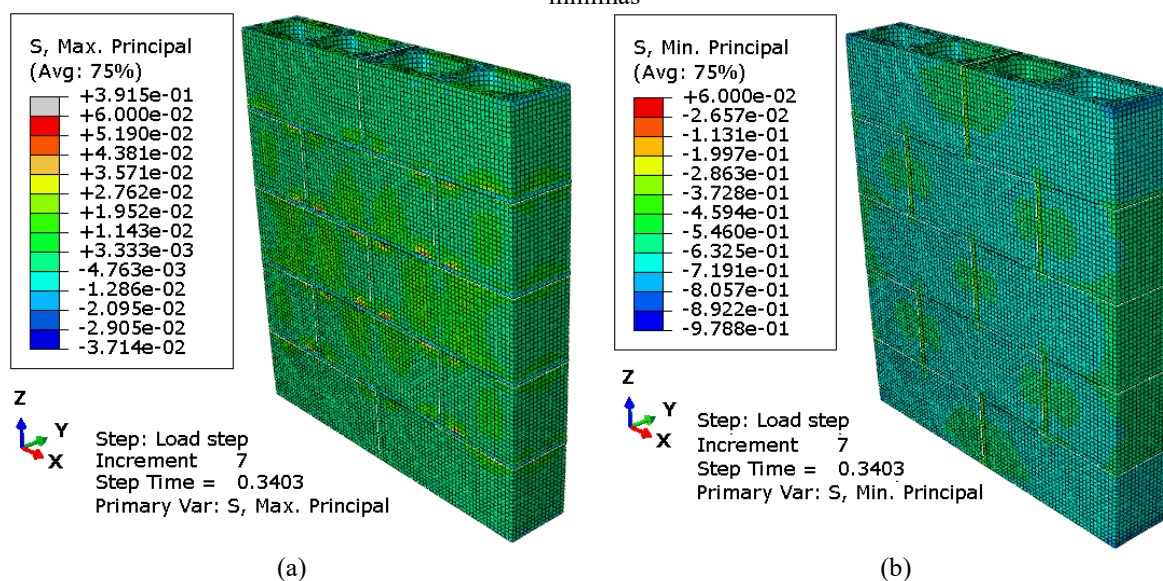 mínimas
S, Max. Principal
(Avg: 75%)
+3.915e-01
+6.000e-02
+5.190e-02
+4.381e-02
+3.571e-02
+2.762e-02
+1.952e-02
+1.143e-02
+3.333e-03
-4.763e-03
-1.286e-02
-2.095e-02
-2.905e-02
-3.714e-02
Z
Y
X
Step: Load step
Increment 7
Step Time = 0.3403
Primary Var: S, Max. Principal
(a)
S, Min. Principal
(Avg: 75%)
+6.000e-02
-2.657e-02
-1.131e-01
-1.997e-01
-2.863e-01
-3.728e-01
-4.594e-01
-5.460e-01
-6.325e-01
-7.191e-01
-8.057e-01
-8.922e-01
-9.788e-01
Z
Y
X
Step: Load step
Increment 7
Step Time = 0.3403
Primary Var: S, Min. Principal
(b)